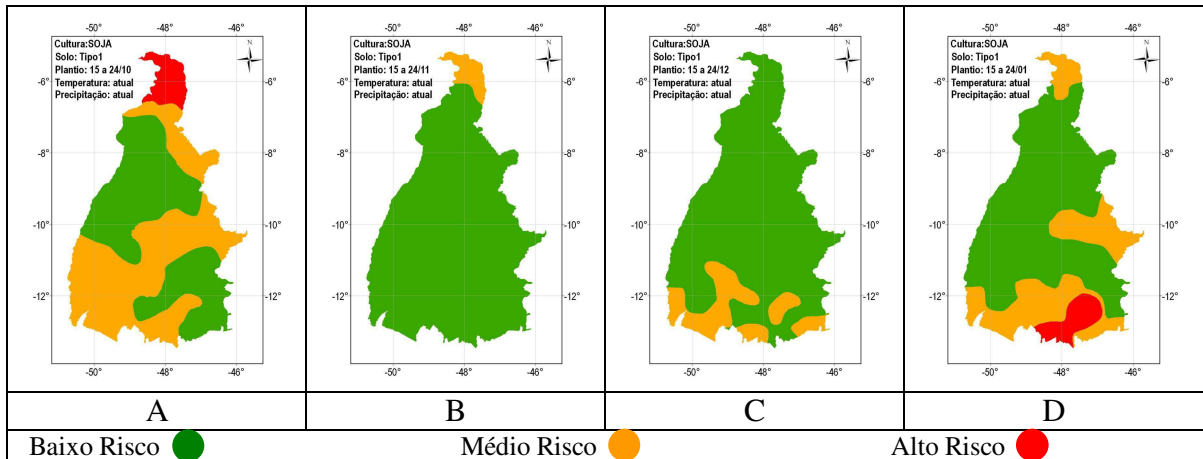 -50° -48° -46°
Cultura:SOJA
Solo: Tipo1
Plantio: 15 a 24/10
Temperatura: atual
Precipitação: atual
N
-6° -6°
-8° -8°
-10° -10°
-12° -12°
-50° -48° -46°
A
-50° -48° -46°
Cultura:SOJA
Solo: Tipo1
Plantio: 15 a 24/11
Temperatura: atual
Precipitação: atual
N
-6° -6°
-8° -8°
-10° -10°
-12° -12°
-50° -48° -46°
B
-50° -48° -46°
Cultura:SOJA
Solo: Tipo1
Plantio: 15 a 24/12
Temperatura: atual
Precipitação: atual
N
-6° -6°
-8° -8°
-10° -10°
-12° -12°
-50° -48° -46°
C
-50° -48° -46°
Cultura:SOJA
Solo: Tipo1
Plantio: 15 a 24/01
Temperatura: atual
Precipitação: atual
N
-6° -6°
-8° -8°
-10° -10°
-12° -12°
-50° -48° -46°
D
Baixo Risco Médio Risco Alto Risco